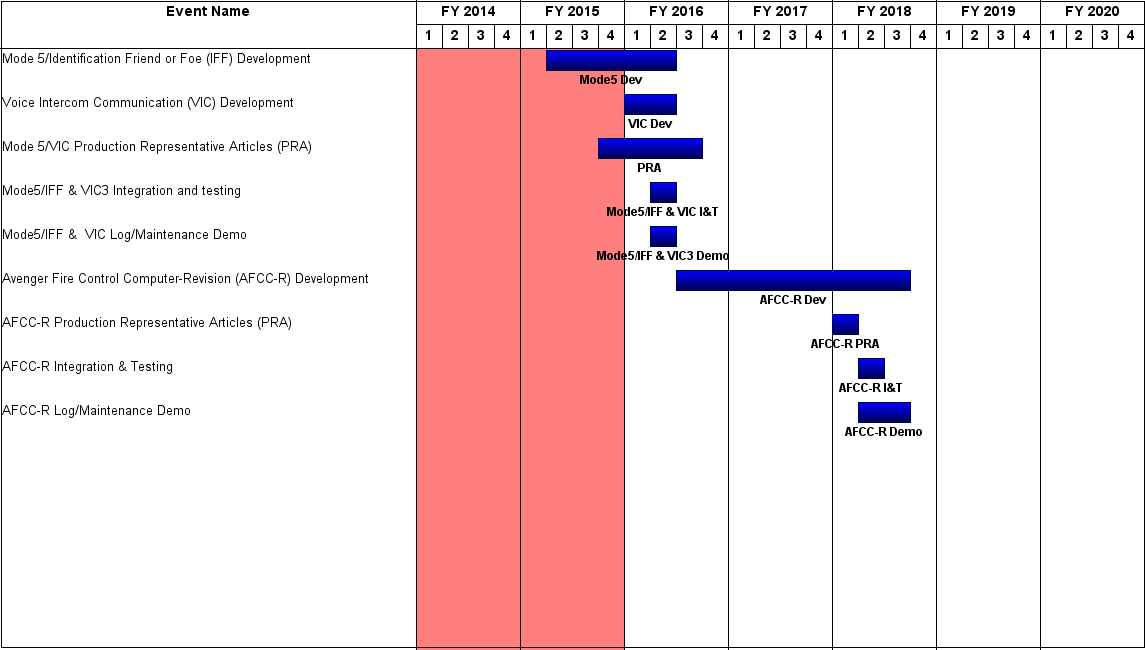 Event Name FY 2014 FY 2015 FY 2016 FY 2017 FY 2018 FY 2019 FY 2020
1 2 3 4 1 2 3 4 1 2 3 4 1 2 3 4 1 2 3 4 1 2 3 4 1 2 3 4
Mode 5/Identification Friend or Foe (IFF) Development
Mode5 Dev
Voice Intercom Communication (VIC) Development
VIC Dev
Mode 5/VIC Production Representative Articles (PRA)
PRA
Mode5/IFF & VIC3 Integration and testing
Mode5/IFF & VIC I&T
Mode5/IFF & VIC Log/Maintenance Demo
Mode5/IFF & VIC3 Demo
Avenger Fire Control Computer-Revision (AFCC-R) Development
AFCC-R Dev
AFCC-R Production Representative Articles (PRA)
AFCC-R PRA
AFCC-R Integration & Testing
AFCC-R I&T
AFCC-R Log/Maintenance Demo
AFCC-R Demo